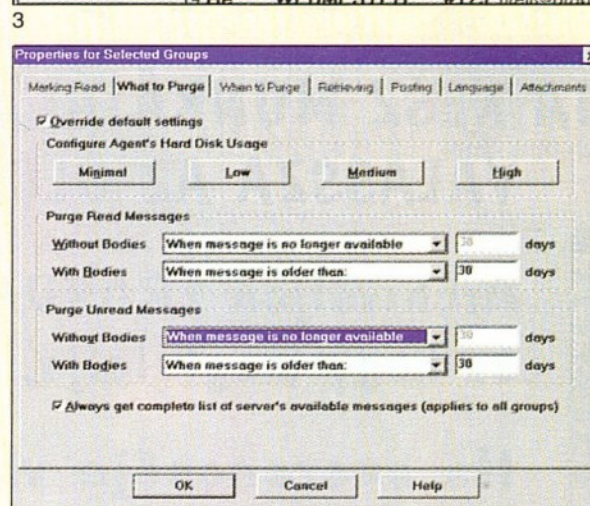 3
Properties for Selected Groups
Marking Read What to Purge When to Purge Retrieving Posting Language Attachments
Override default settings
Configure Agent's Hard Disk Usage
Minimal Low Medium High
Purge Read Messages
Without Bodies When message is no longer available 30 days
With Bodies When message is older than: 30 days
Purge Unread Messages
Without Bodies When message is no longer available 30 days
With Bodies When message is older than: 30 days
Always get complete list of server's available messages (applies to all groups)
OK Cancel Help